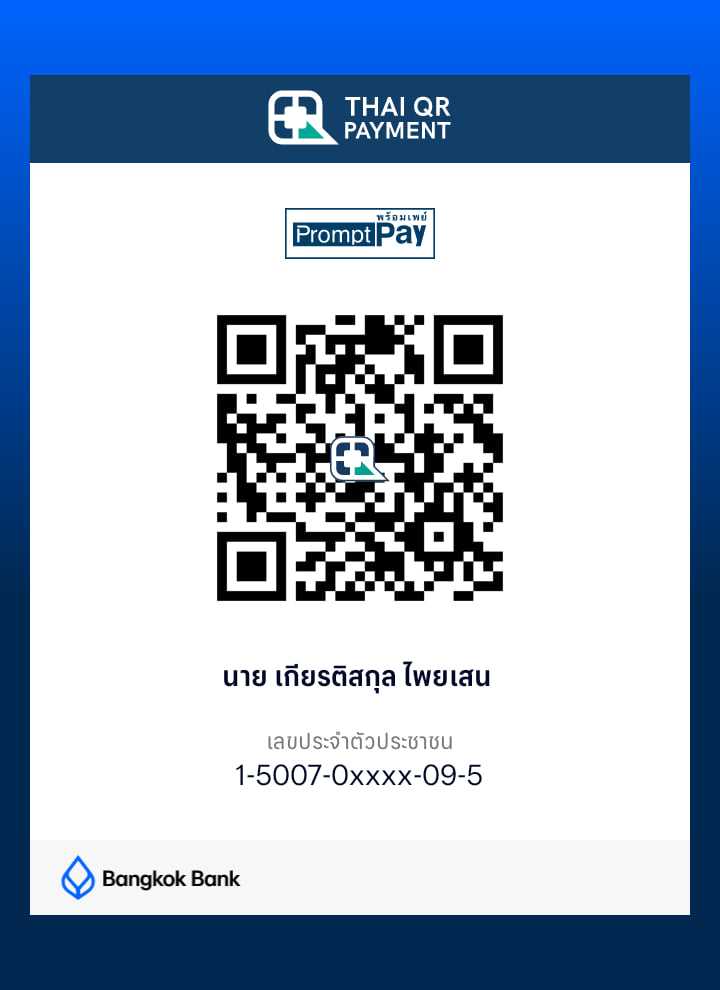 THAI QR
PAYMENT
พร้อมเพย์
PromptPay
นาย เกียรติสกุล ไพยเสน
เลขประจำตัวประชาชน
1-5007-0xxxx-09-5
Bangkok Bank